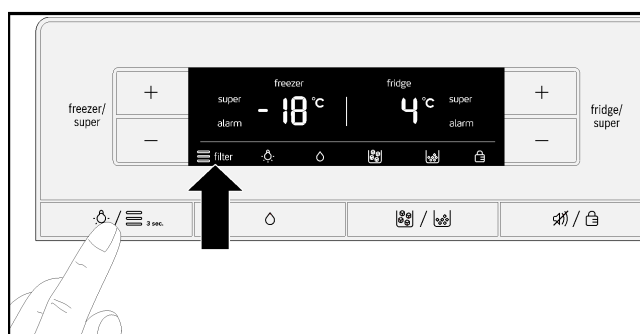 freezer/
super
+
−
freezer
super
alarm
-18°C
fridge
4°C
super
alarm
filter
+
−
fridge/
super
/
3 sec.
/
/